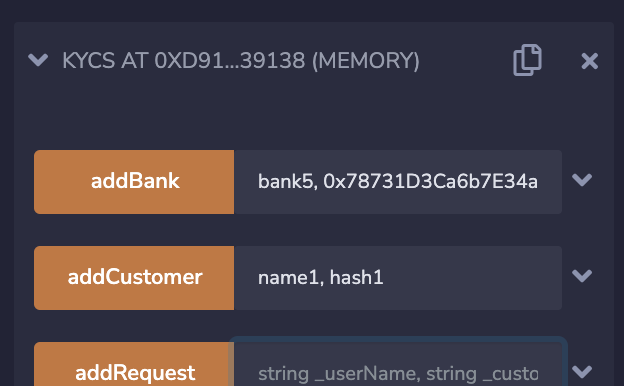 KYCS AT 0XD91...39138 (MEMORY)
addBank bank5, 0x78731D3Ca6b7E34a
addCustomer name1, hash1
addRequest string _userName, string _custo